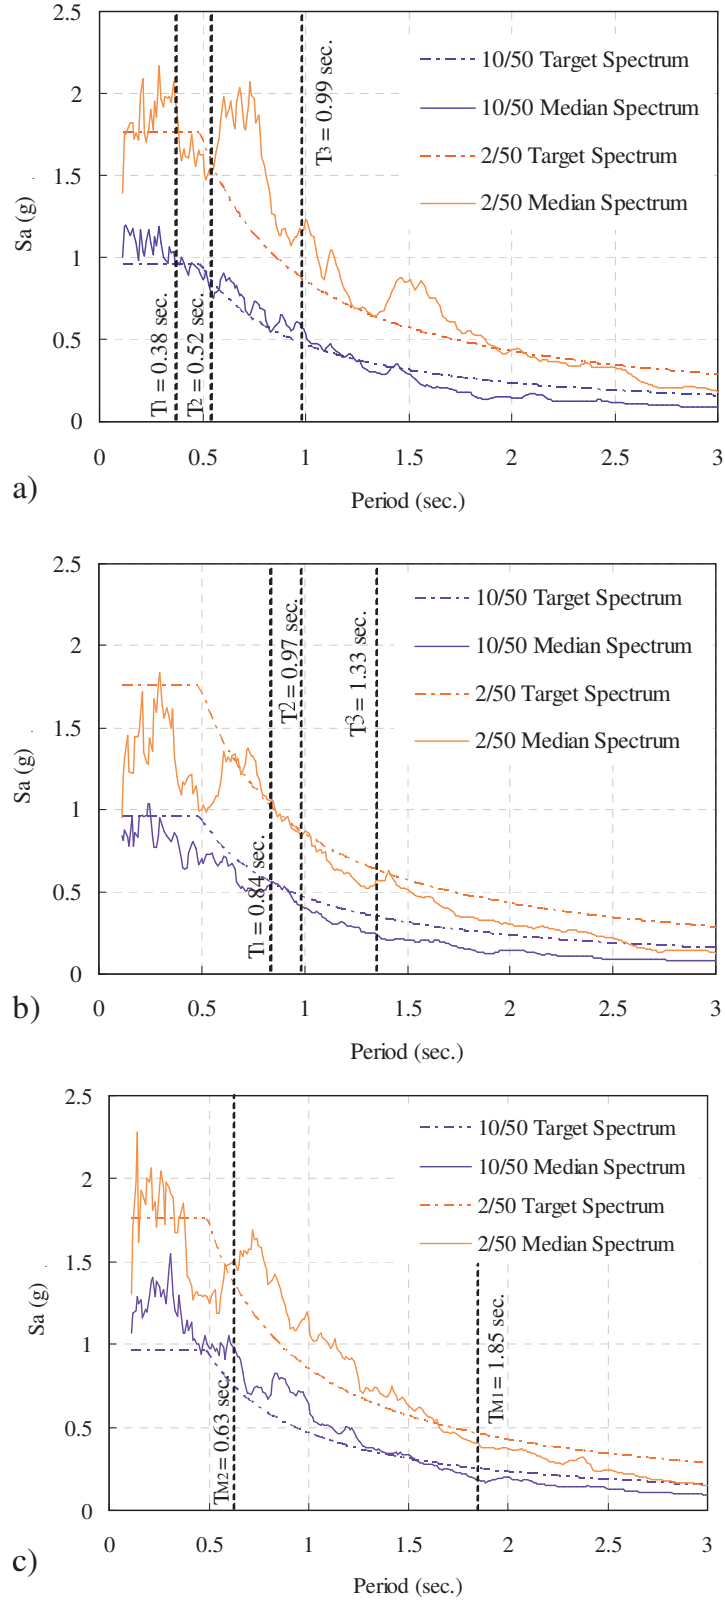 2.5
2
1.5
1
0.5
0
Sa (g)
10/50 Target Spectrum
10/50 Median Spectrum
2/50 Target Spectrum
2/50 Median Spectrum
T1 = 0.38 sec.
T2 = 0.52 sec.
T3 = 0.99 sec.
0 0.5 1 1.5 2 2.5 3
Period (sec.)
a)
2.5
2
1.5
1
0.5
0
Sa (g)
10/50 Target Spectrum
10/50 Median Spectrum
2/50 Target Spectrum
2/50 Median Spectrum
T1 = 0.84 sec.
T2 = 0.97 sec.
T3 = 1.33 sec.
0 0.5 1 1.5 2 2.5 3
Period (sec.)
b)
2.5
2
1.5
1
0.5
0
Sa (g)
10/50 Target Spectrum
10/50 Median Spectrum
2/50 Target Spectrum
2/50 Median Spectrum
TM2 = 0.63 sec.
TM1 = 1.85 sec.
0 0.5 1 1.5 2 2.5 3
Period (sec.)
c)